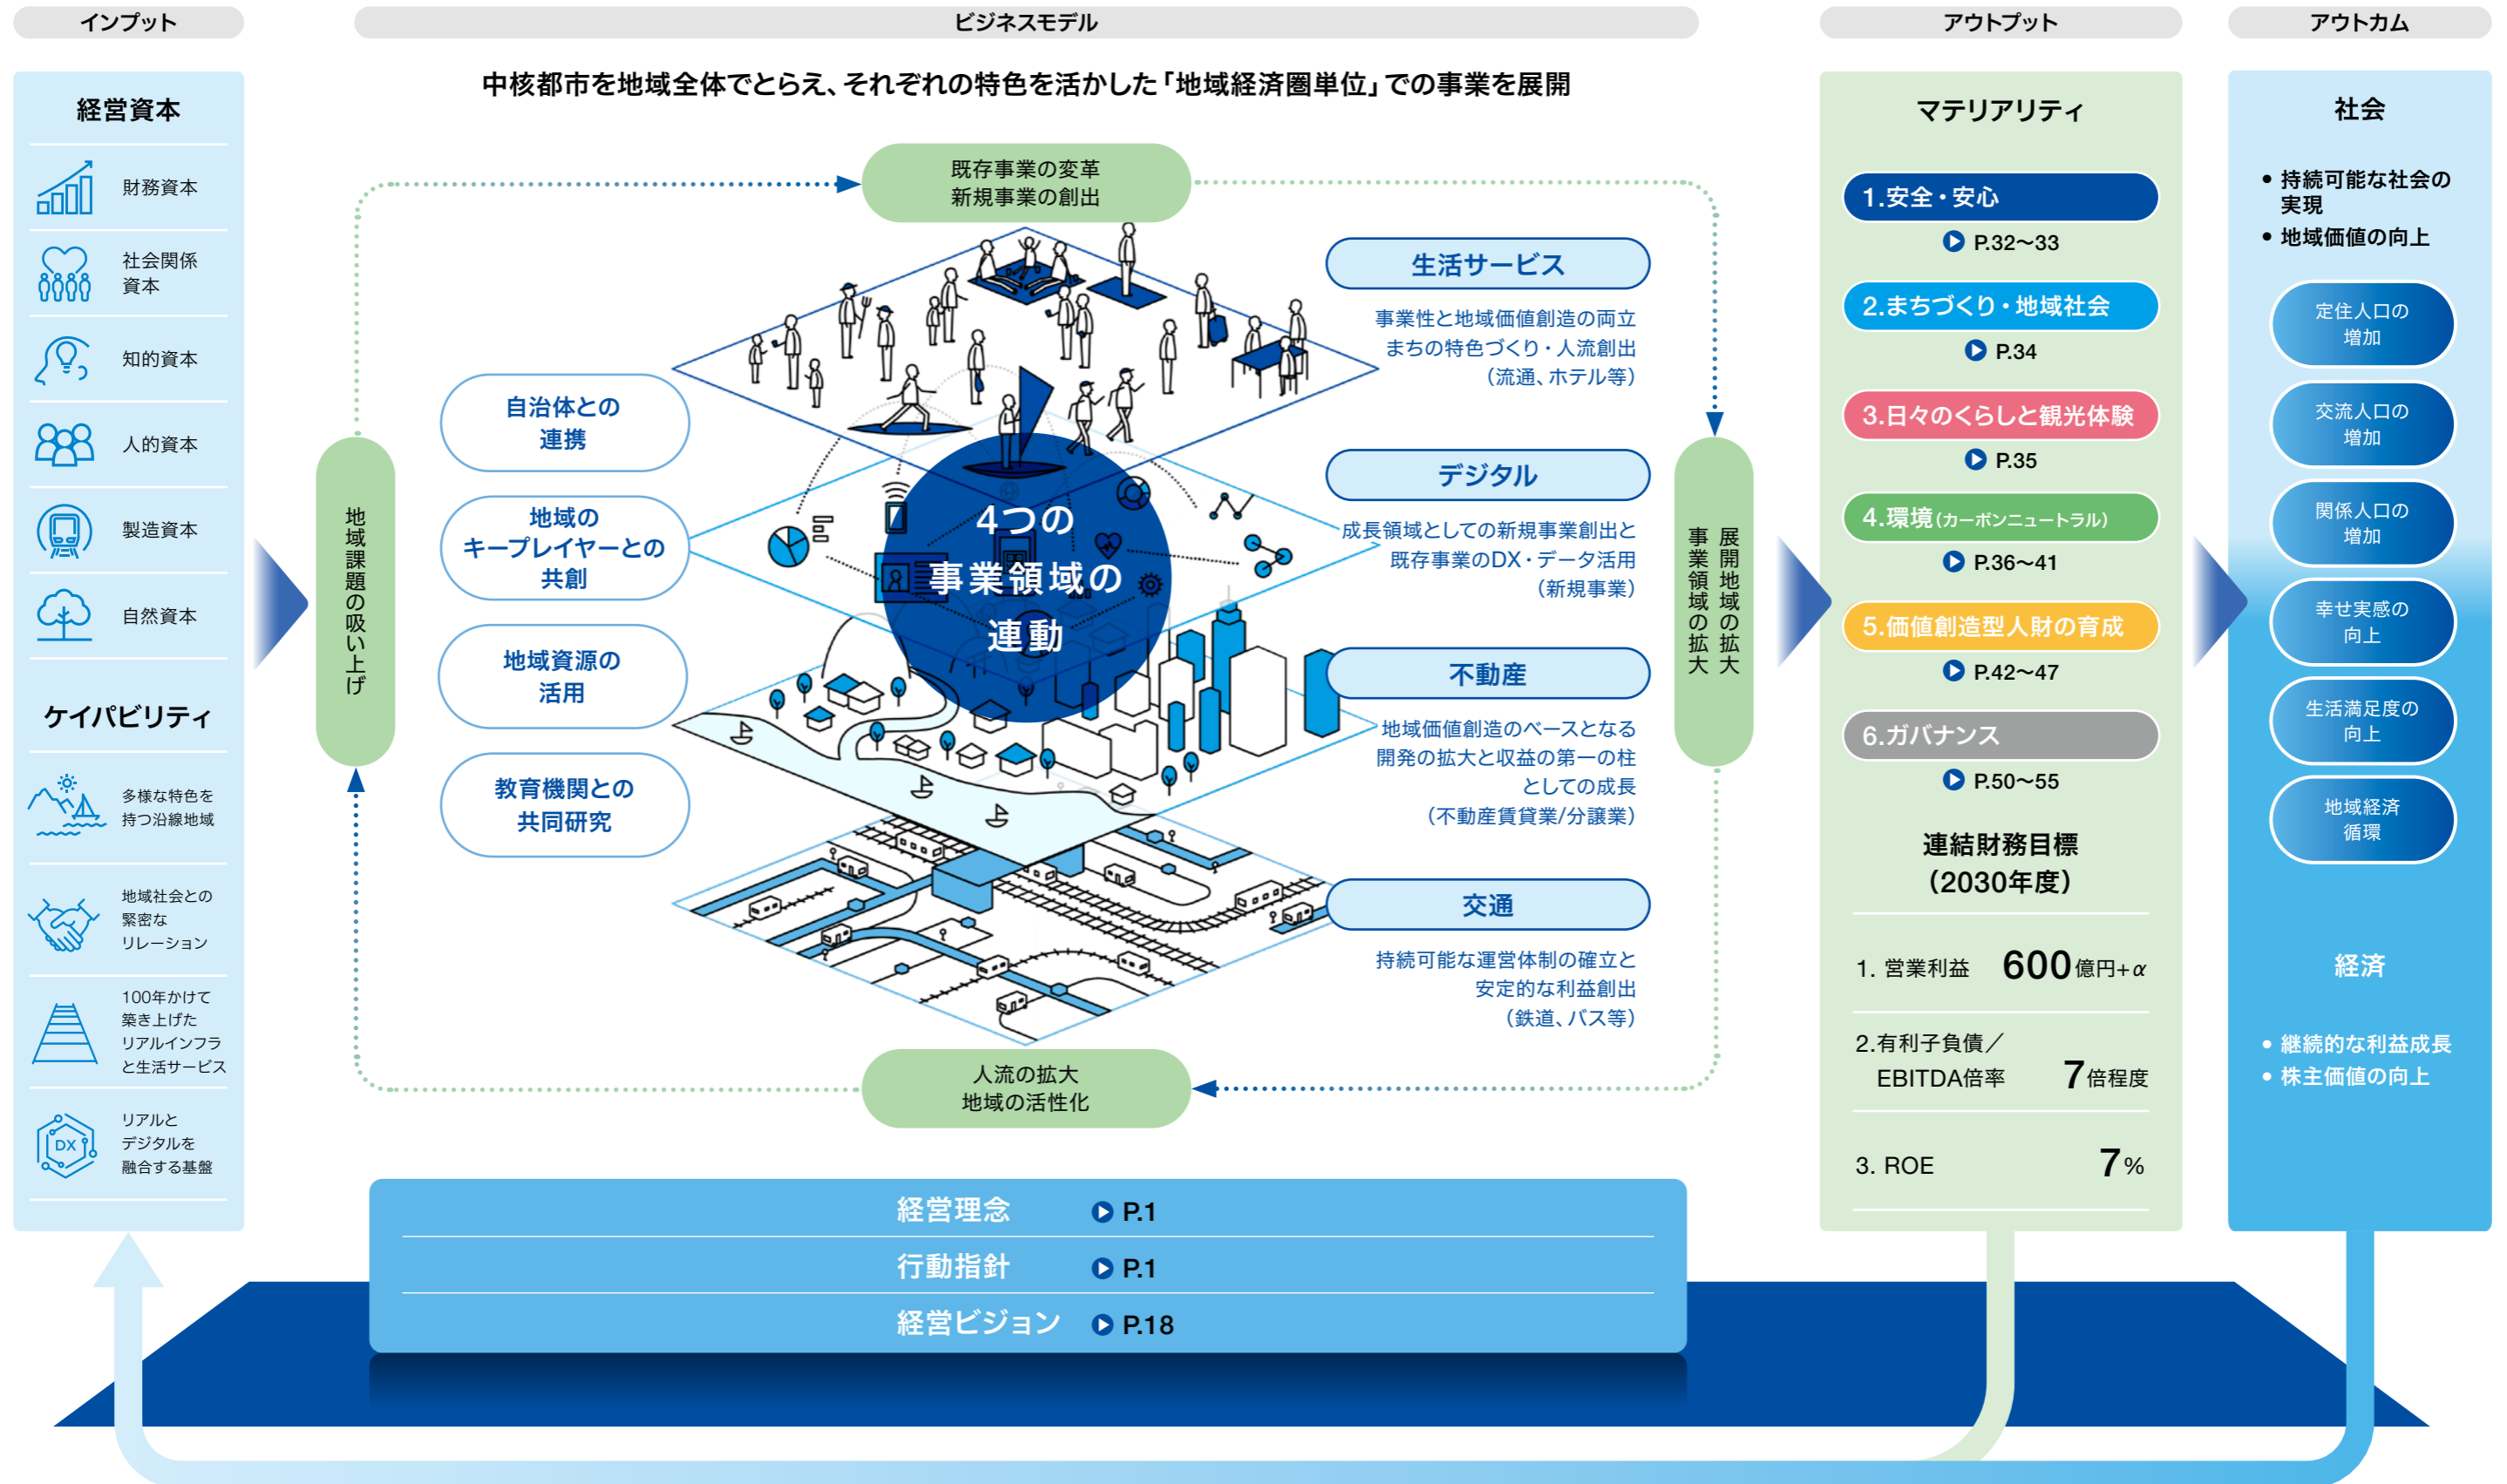 インプット
経営資本
財務資本
社会関係
資本
知的資本
人的資本
製造資本
自然資本
ケイパビリティ
多様な特色を
持つ沿線地域
地域社会との
緊密な
リレーション
100年かけて
築き上げた
リアルインフラ
と生活サービス
DX
リアルと
デジタルを
融合する基盤
ビジネスモデル
中核都市を地域全体でとらえ、それぞれの特色を活かした「地域経済圏単位」での事業を展開
既存事業の変革
新規事業の創出
地域課題の吸い上げ
自治体との
連携
地域の
キープレイヤーとの
共創
地域資源の
活用
教育機関との
共同研究
4つの
事業領域の
連動
生活サービス
事業性と地域価値創造の両立
まちの特色づくり・人流創出
（流通、ホテル等）
デジタル
成長領域としての新規事業創出と
既存事業のDX・データ活用
（新規事業）
不動産
地域価値創造のベースとなる
開発の拡大と収益の第一の柱
としての成長
（不動産賃貸業/分譲業）
交通
持続可能な運営体制の確立と
安定的な利益創出
（鉄道、バス等）
展開地域の拡大
事業領域の拡大
人流の拡大
地域の活性化
経営理念 P.1
行動指針 P.1
経営ビジョン P.18
アウトプット
マテリアリティ
1.安全・安心
P.32〜33
2.まちづくり・地域社会
P.34
3.日々のくらしと観光体験
P.35
4.環境（カーボンニュートラル）
P.36〜41
5.価値創造型人財の育成
P.42〜47
6.ガバナンス
P.50〜55
連結財務目標
（2030年度）
1. 営業利益 600億円+α
2.有利子負債／
EBITDA倍率 7倍程度
3. ROE 7%
アウトカム
社会
• 持続可能な社会の
実現
• 地域価値の向上
定住人口の
増加
交流人口の
増加
関係人口の
増加
幸せ実感の
向上
生活満足度の
向上
地域経済
循環
経済
• 継続的な利益成長
• 株主価値の向上